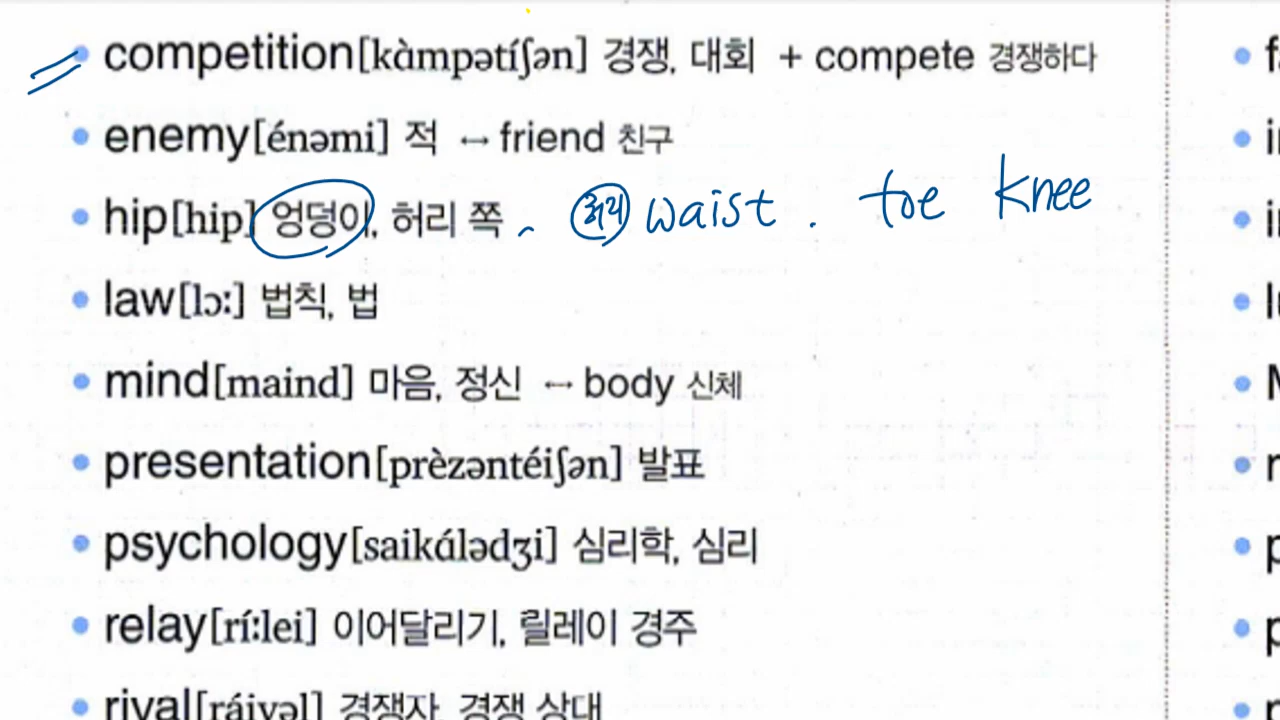 competition[kàmpətíʃən] 경쟁, 대회 + compete 경쟁하다
enemy[énəmi] 적 ↔ friend 친구
hip[hip] 엉덩이, 허리 쪽 허리 waist . toe knee
law[lɔː] 법칙, 법
mind[maind] 마음, 정신 ↔ body 신체
presentation[prèzəntéiʃən] 발표
psychology[saikálədʒi] 심리학, 심리
relay[ríːlei] 이어달리기, 릴레이 경주
rival[ráivəl] 경쟁자, 경쟁 상대